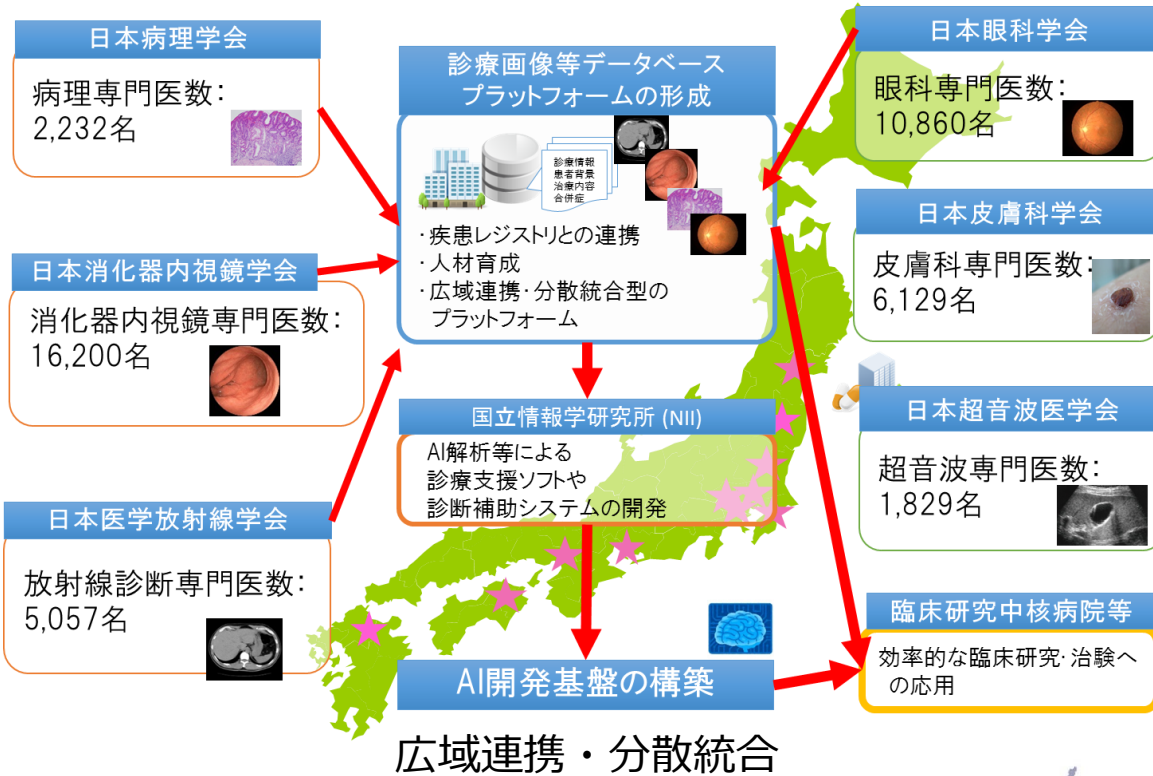 日本病理学会
病理専門医数：
2,232名
日本消化器内視鏡学会
消化器内視鏡専門医数：
16,200名
日本医学放射線学会
放射線診断専門医数：
5,057名
診療画像等データベース
プラットフォームの形成
診療情報
患者背景
治療内容
合併症
・疾患レジストリとの連携
・人材育成
・広域連携・分散統合型の
プラットフォーム
国立情報学研究所 (NII)
AI解析等による
診療支援ソフトや
診断補助システムの開発
AI開発基盤の構築
広域連携・分散統合
日本眼科学会
眼科専門医数：
10,860名
日本皮膚科学会
皮膚科専門医数：
6,129名
日本超音波医学会
超音波専門医数：
1,829名
臨床研究中核病院等
効率的な臨床研究・治験へ
の応用